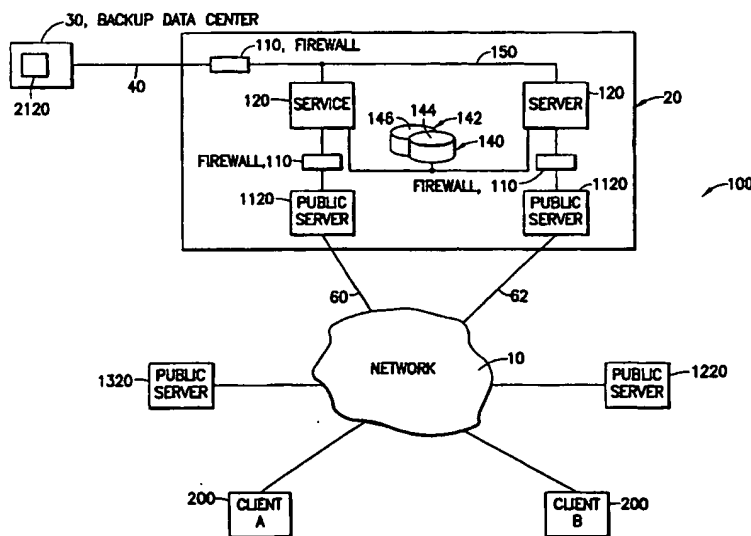 30, BACKUP DATA CENTER
110, FIREWALL
150
2120
40
120
SERVICE
146
144
142
140
SERVER
120
20
FIREWALL, 110
FIREWALL, 110
1120
PUBLIC
SERVER
PUBLIC
SERVER
1120
100
60
62
NETWORK
10
1320
PUBLIC
SERVER
PUBLIC
SERVER
1220
200
CLIENT
A
CLIENT
B
200